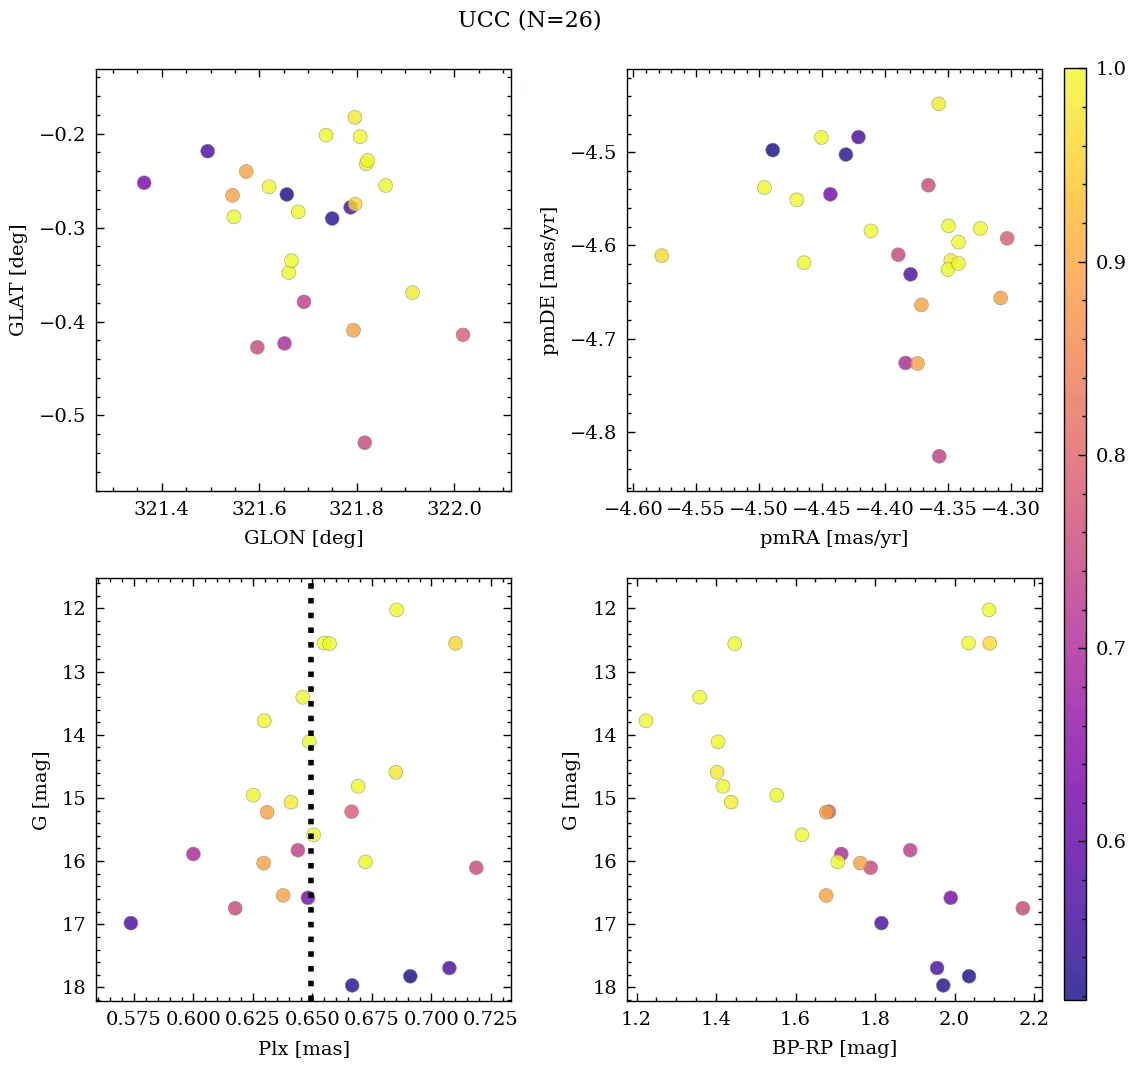 UCC (N=26)
−0.2
−0.3
−0.4
−0.5
GLAT [deg]
321.4 321.6 321.8 322.0
GLON [deg]
−4.5
−4.6
−4.7
−4.8
pmDE [mas/yr]
−4.60 −4.55 −4.50 −4.45 −4.40 −4.35 −4.30
pmRA [mas/yr]
12
13
14
15
16
17
18
G [mag]
0.575 0.600 0.625 0.650 0.675 0.700 0.725
Plx [mas]
12
13
14
15
16
17
18
G [mag]
1.2 1.4 1.6 1.8 2.0 2.2
BP-RP [mag]
1.0
0.9
0.8
0.7
0.6